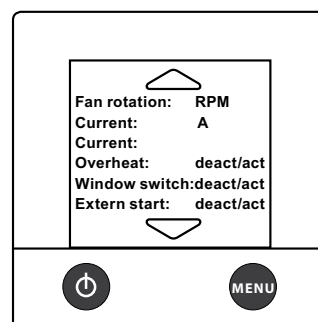 Fan rotation: RPM
Current: A
Current:
Overheat: deact/act
Window switch:deact/act
Extern start: deact/act
MENU